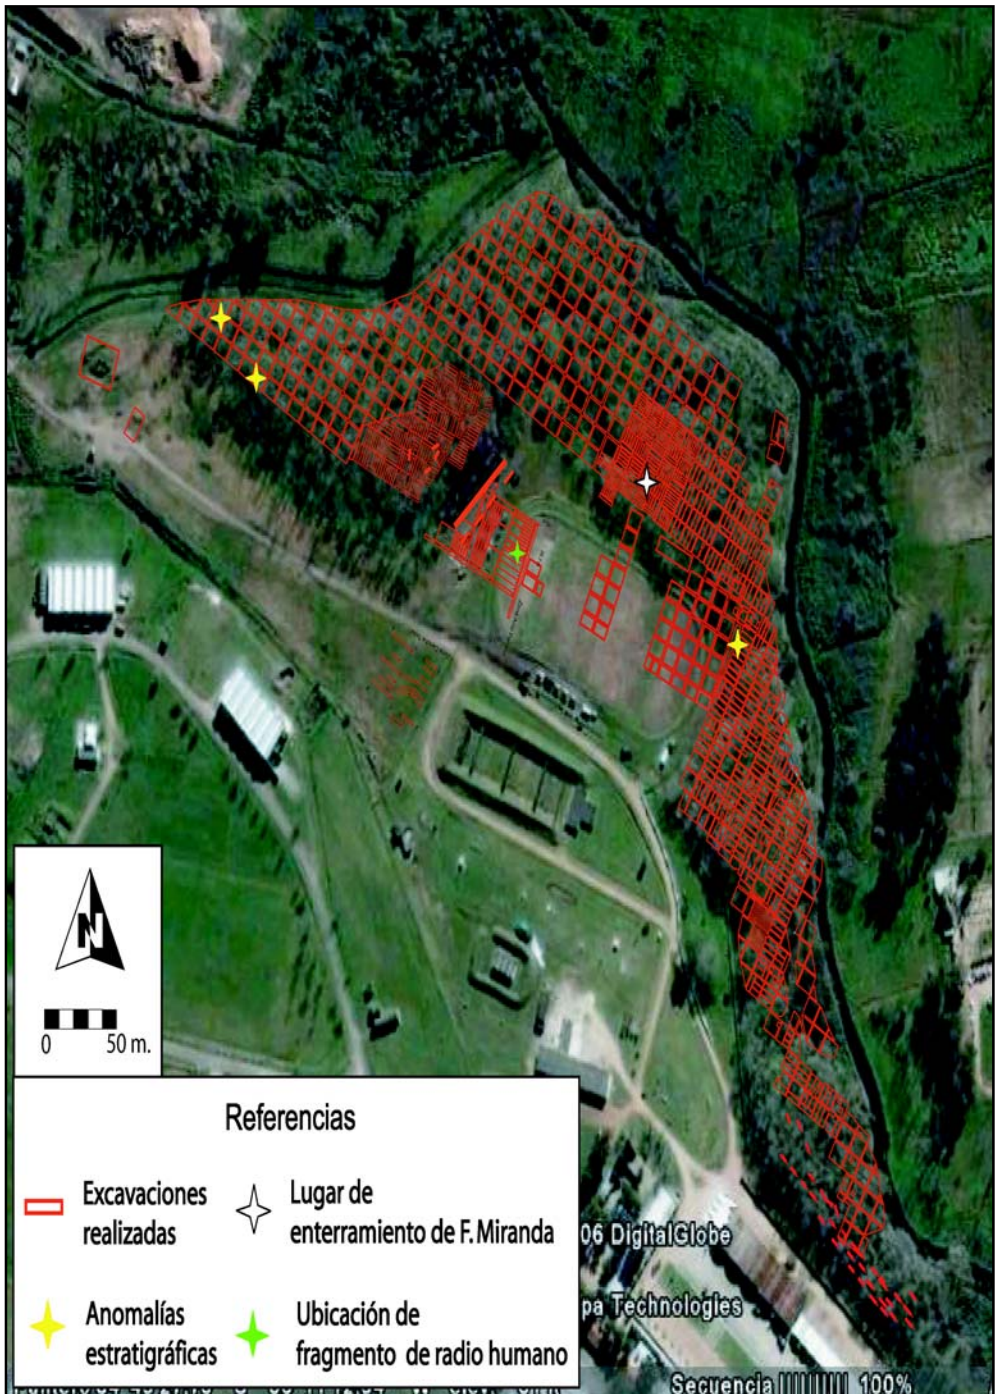 N
0 50 m.
Referencias
Excavaciones
realizadas
Lugar de
enterramiento de F. Miranda
Anomalías
estratigráficas
Ubicación de
fragmento de radio humano
06 DigitalGlobe
pa Technologies
Secuencia |||||||||| 100%